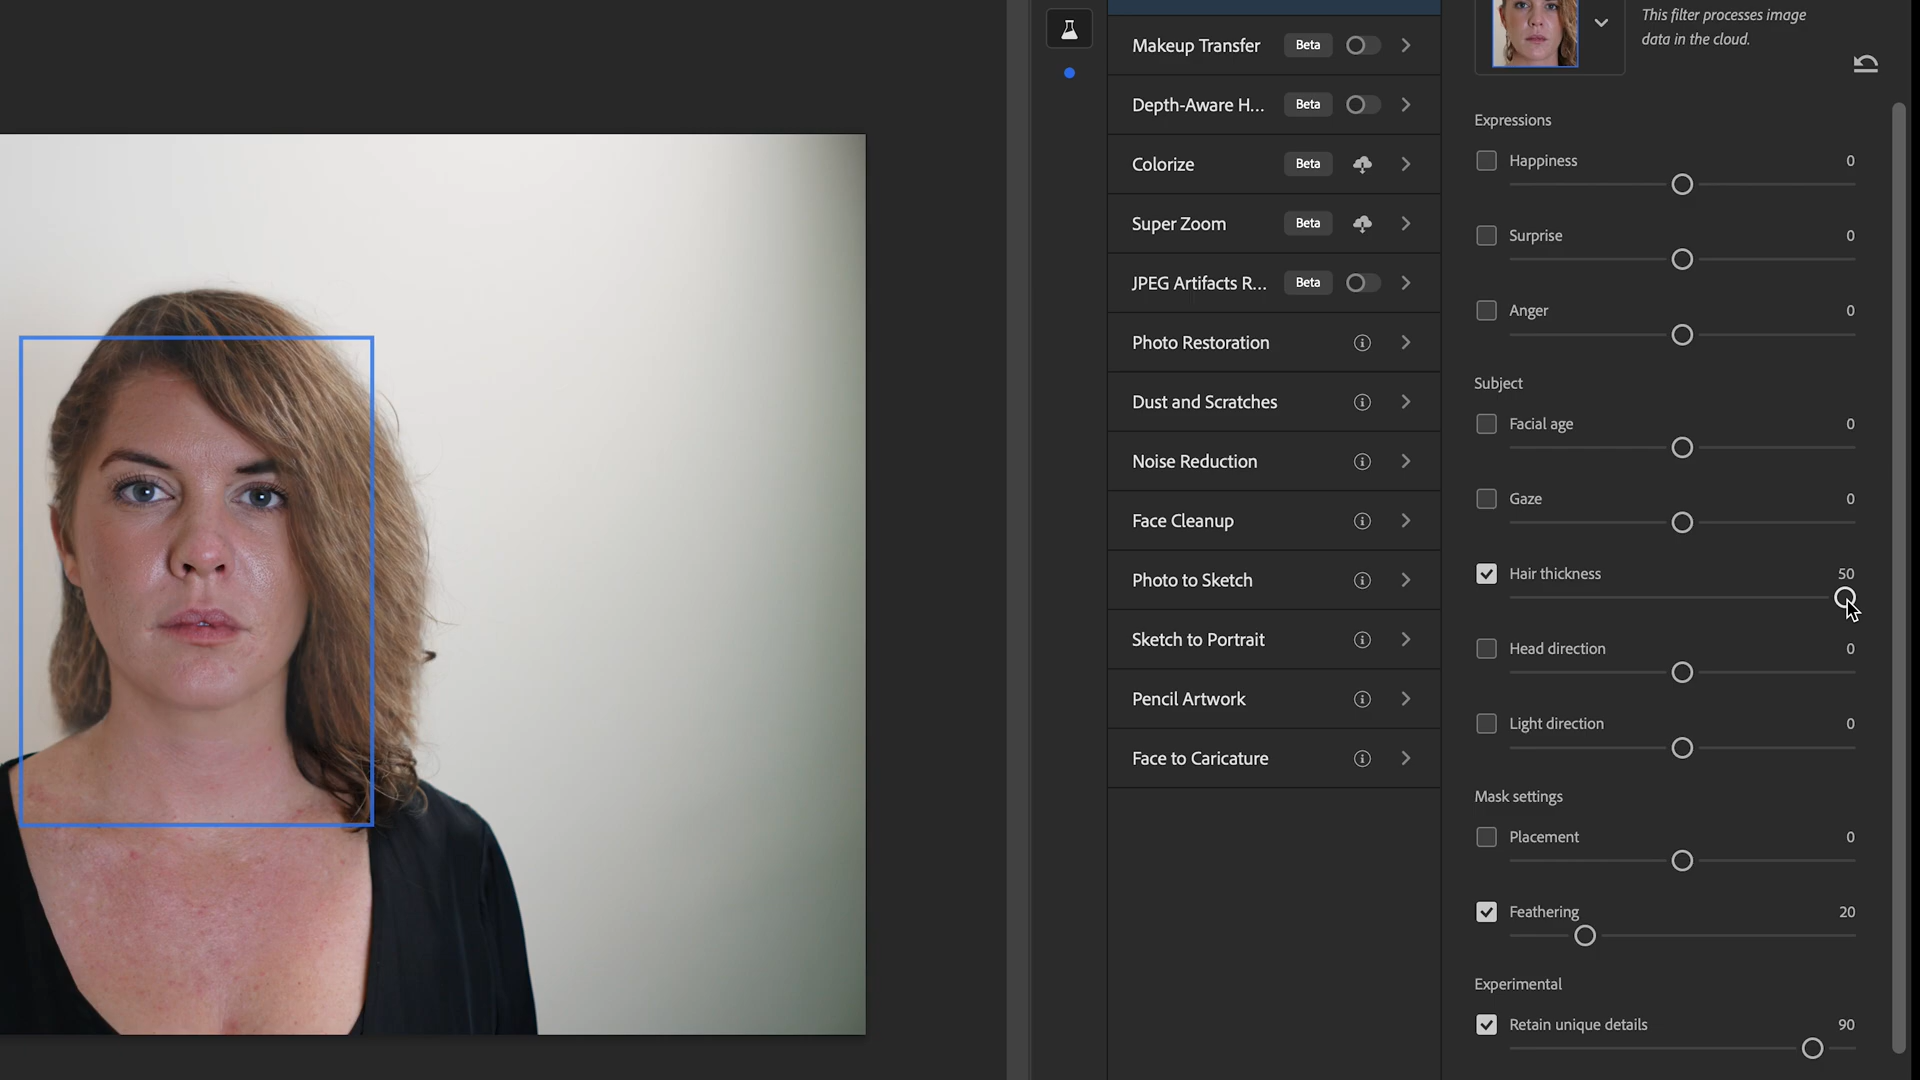 Makeup Transfer Beta
Depth-Aware H... Beta
Colorize Beta
Super Zoom Beta
JPEG Artifacts R... Beta
Photo Restoration
Dust and Scratches
Noise Reduction
Face Cleanup
Photo to Sketch
Sketch to Portrait
Pencil Artwork
Face to Caricature
This filter processes image
data in the cloud.
Expressions
Happiness 0
Surprise 0
Anger 0
Subject
Facial age 0
Gaze 0
Hair thickness 50
Head direction 0
Light direction 0
Mask settings
Placement 0
Feathering 20
Experimental
Retain unique details 90